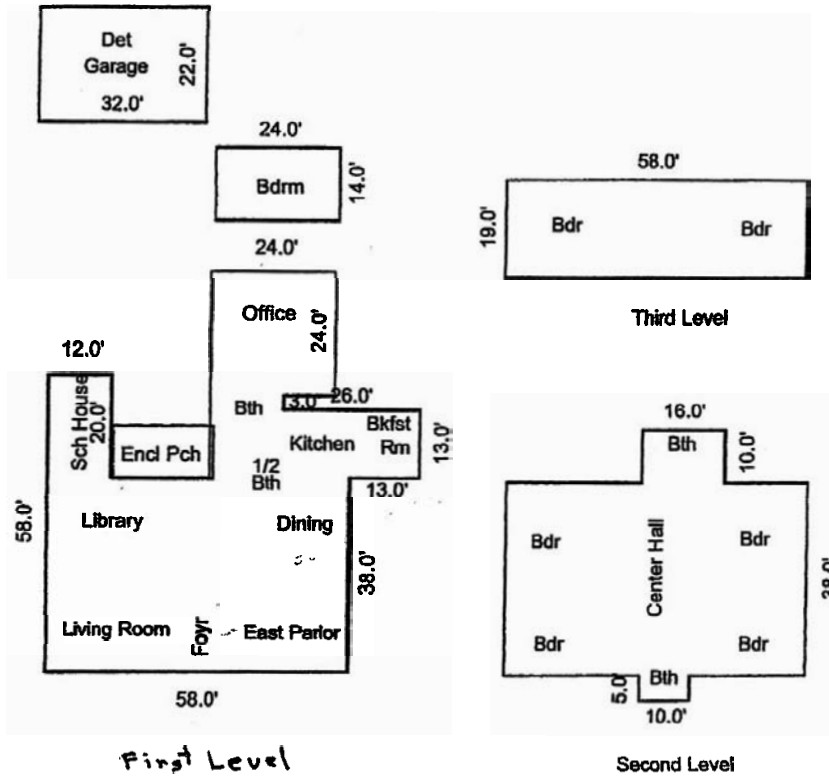 Det
Garage
22.0'
32.0'
24.0'
Bdrm
14.0'
24.0'
Office
24.0'
12.0'
Sch House
20.0'
Encl Pch
Bth
3.0'
26.0'
Bkfst
Rm
Kitchen
13.0'
1/2
Bth
13.0'
58.0'
Library
Dining
38.0'
Living Room
Foyr
East Parlor
58.0'
First Level
58.0'
19.0'
Bdr
Bdr
Third Level
16.0'
Bth
10.0'
Bdr
Bdr
Center Hall
38.0'
Bdr
Bdr
5.0'
Bth
10.0'
Second Level